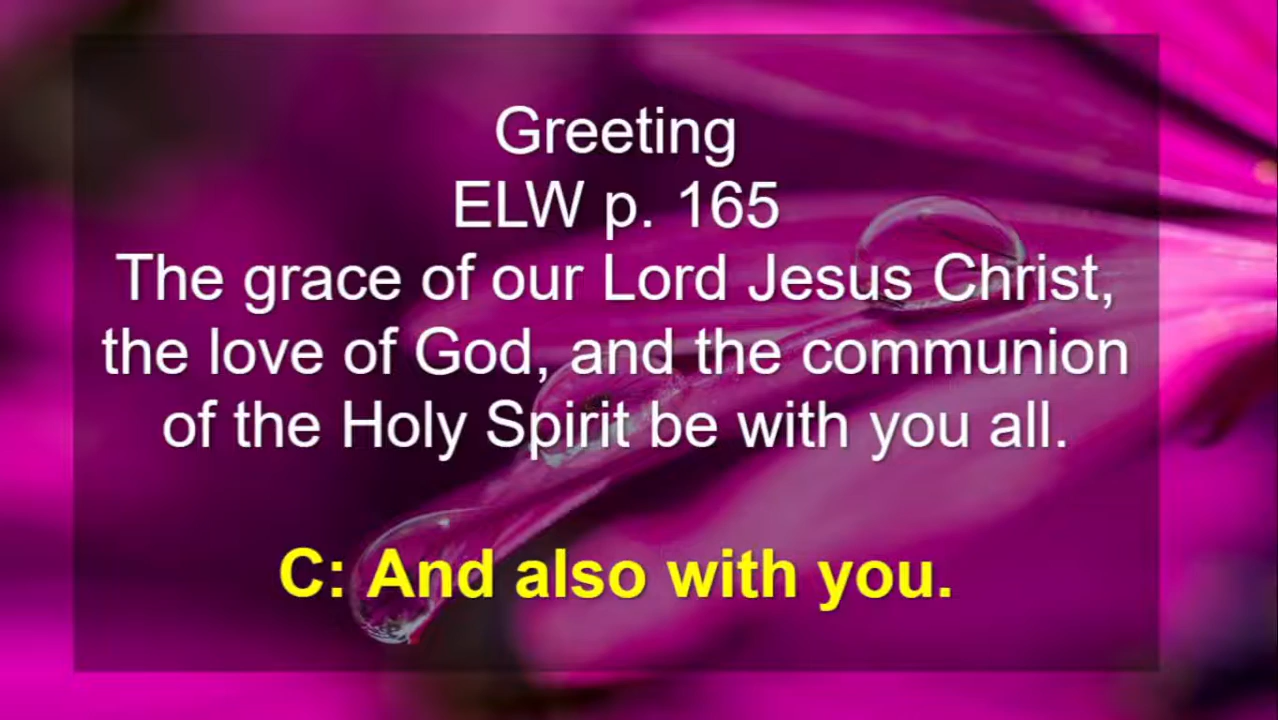 Greeting
ELW p. 165
The grace of our Lord Jesus Christ,
the love of God, and the communion
of the Holy Spirit be with you all.
C: And also with you.